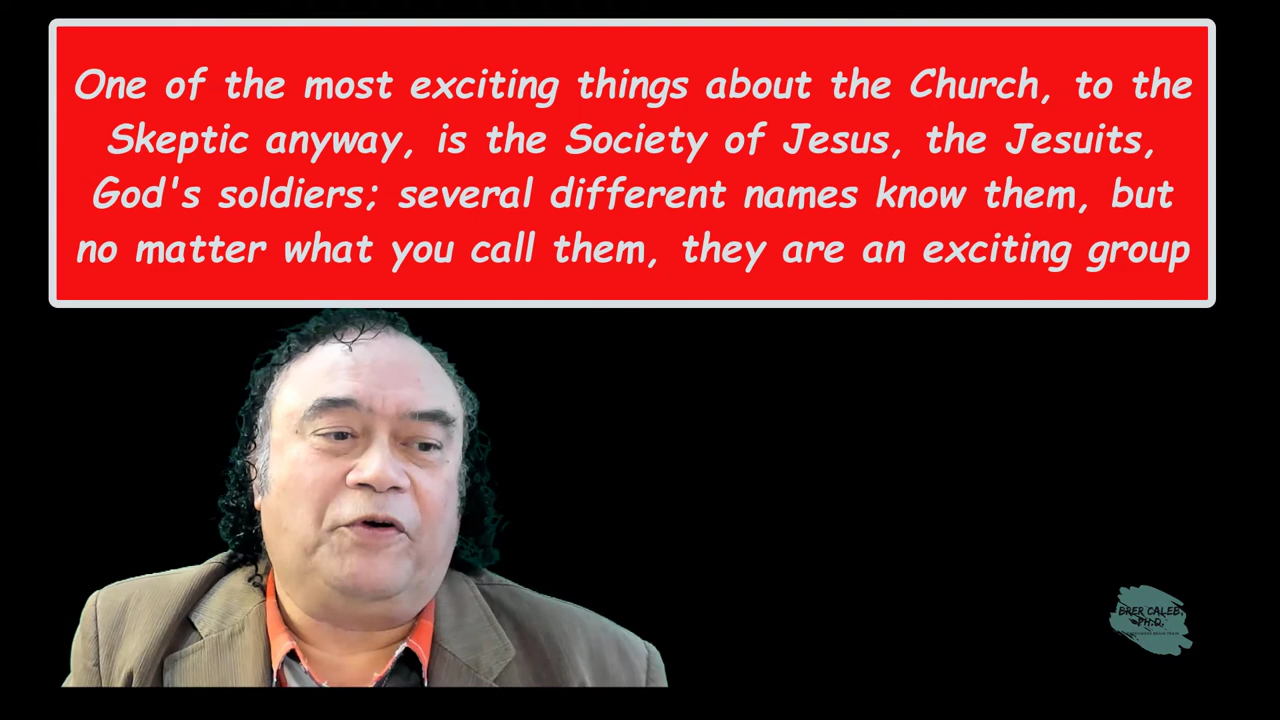 One of the most exciting things about the Church, to the
Skeptic anyway, is the Society of Jesus, the Jesuits,
God's soldiers; several different names know them, but
no matter what you call them, they are an exciting group
BRER CALEB,
PH.D.